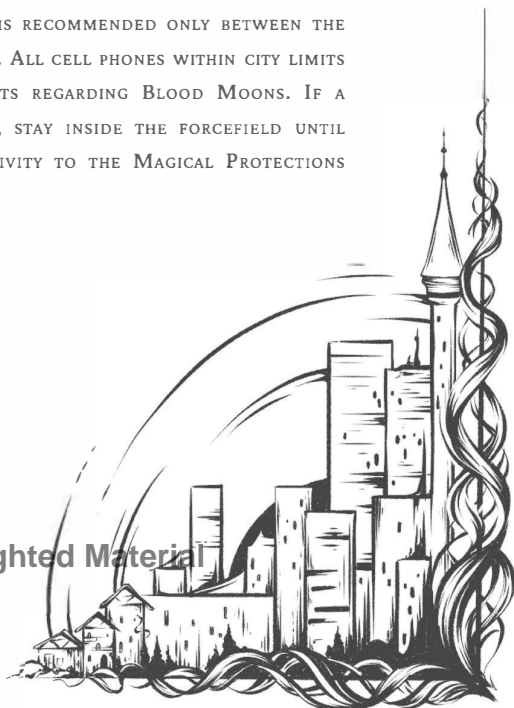 IS RECOMMENDED ONLY BETWEEN THE
. ALL CELL PHONES WITHIN CITY LIMITS
TS REGARDING BLOOD MOONS. IF A
, STAY INSIDE THE FORCEFIELD UNTIL
IVITY TO THE MAGICAL PROTECTIONS
ghted Material